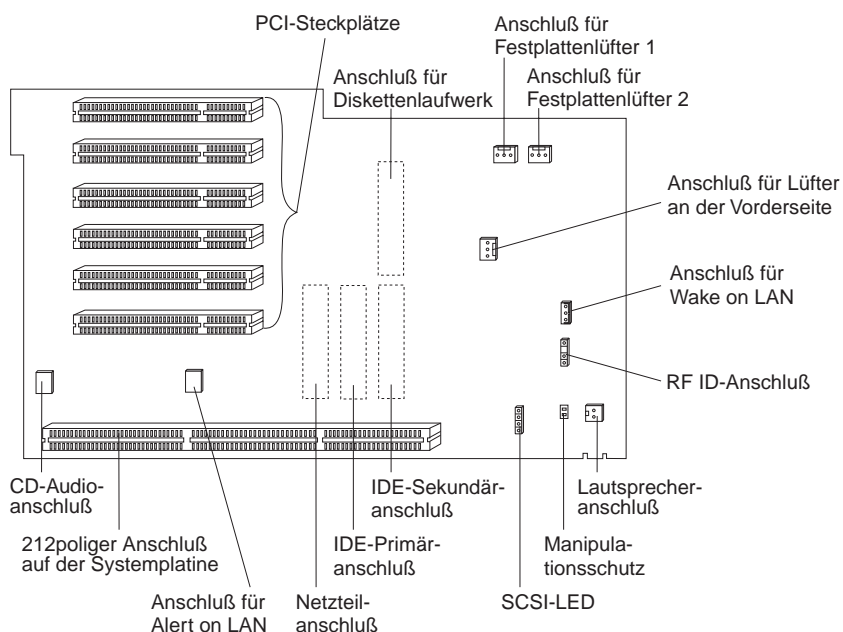 PCI-Steckplätze
Anschluß für
Festplattenlüfter 1
Anschluß für
Diskettenlaufwerk
Anschluß für
Festplattenlüfter 2
Anschluß für Lüfter
an der Vorderseite
Anschluß für
Wake on LAN
RF ID-Anschluß
CD-Audio-
anschluß
IDE-Sekundär-
anschluß
Lautsprecher-
anschluß
212poliger Anschluß
auf der Systemplatine
IDE-Primär-
anschluß
Manipula-
tionsschutz
Anschluß für
Alert on LAN
Netzteil-
anschluß
SCSI-LED